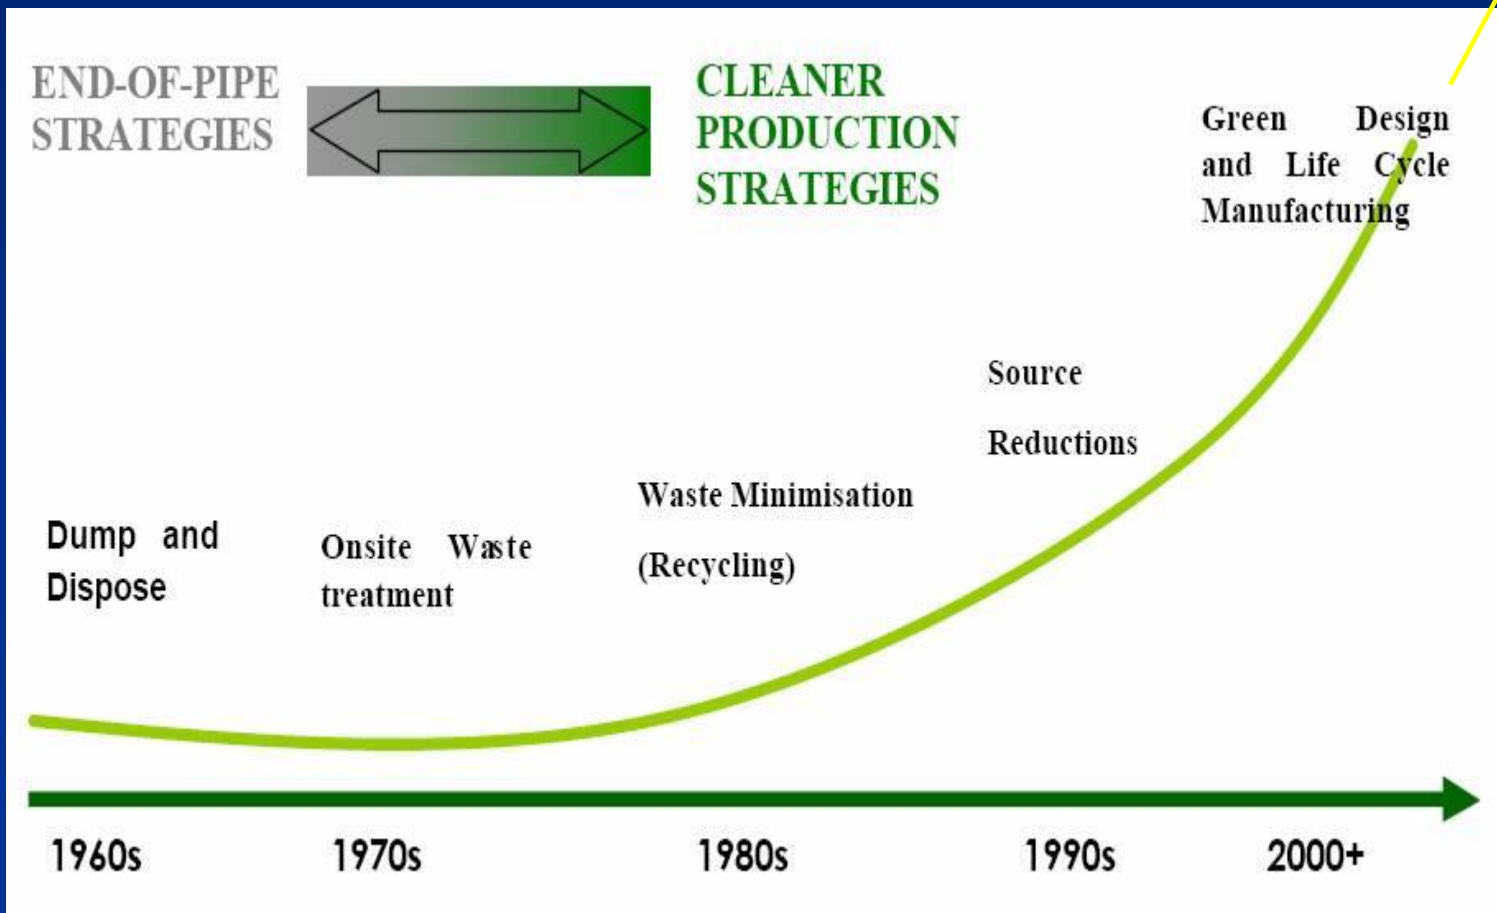 END-OF-PIPE
STRATEGIES
CLEANER
PRODUCTION
STRATEGIES
Green Design
and Life Cycle
Manufacturing
Source
Reductions
Waste Minimisation
(Recycling)
Onsite Waste
treatment
Dump and
Dispose
1960s
1970s
1980s
1990s
2000+